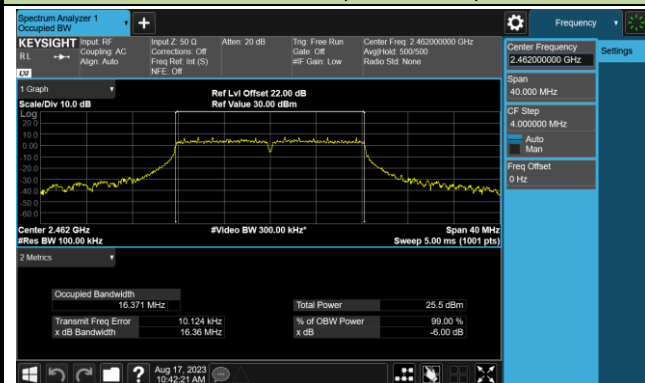 Spectrum Analyzer 1
Occupied BW
Frequency
KEYSIGHT
RL
Input: RF
Coupling: AC
Align: Auto
Input Z: 50 Ω
Corrections: Off
Freq Ref: Int (S)
NFE: Off
Atten: 20 dB
Trig: Free Run
Gate: Off
#IF Gain: Low
Center Freq: 2.462000000 GHz
Avg|Hold: 500/500
Radio Std: None
LXI
Center Frequency
2.462000000 GHz
Settings
Span
40.000 MHz
CF Step
4.000000 MHz
Auto
Man
Freq Offset
0 Hz
1 Graph
Scale/Div 10.0 dB
Ref Lvl Offset 22.00 dB
Ref Value 30.00 dBm
Log
20.0
10.0
0.00
-10.0
-20.0
-30.0
-40.0
-50.0
-60.0
Center 2.462 GHz
#Res BW 100.00 kHz
#Video BW 300.00 kHz*
Span 40 MHz
Sweep 5.00 ms (1001 pts)
2 Metrics
Occupied Bandwidth
16.371 MHz
Total Power 25.5 dBm
Transmit Freq Error 10.124 kHz
% of OBW Power 99.00 %
x dB Bandwidth 16.36 MHz
x dB -6.00 dB
?
Aug 17, 2023
10:42:21 AM